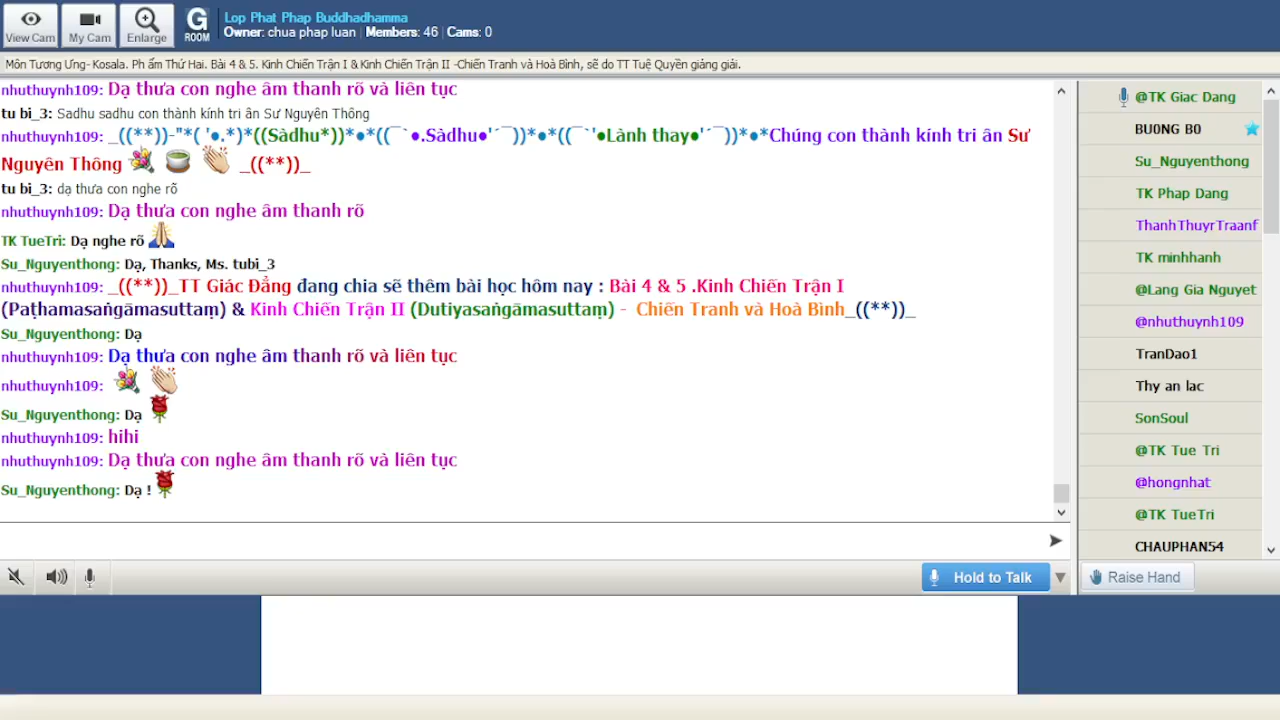 View Cam
My Cam
Enlarge
G
ROOM
Lop Phat Phap Buddhadhamma
Owner: chua phap luan | Members: 46 | Cams: 0
Môn Tương Ưng- Kosala. Ph ẩm Thứ Hai. Bài 4 & 5. Kinh Chiến Trận I & Kinh Chiến Trận II -Chiến Tranh và Hoà Bình, sẽ do TT Tuệ Quyền giảng giải.
nhuthuynh109: Dạ thưa con nghe âm thanh rõ và liên tục
tu bi_3: Sadhu sadhu con thành kính tri ân Sư Nguyên Thông
nhuthuynh109: _((**))-"*( '●.*)*((Sàdhu*))*●*((¯`●.Sàdhu●'´¯))*●*((¯`'●Lành thay●'´¯))*●*Chúng con thành kính tri ân Sư
Nguyên Thông _((**))_
tu bi_3: dạ thưa con nghe rõ
nhuthuynh109: Dạ thưa con nghe âm thanh rõ
TK TueTri: Dạ nghe rõ
Su_Nguyenthong: Dạ, Thanks, Ms. tubi_3
nhuthuynh109: _((**))_TT Giác Đẳng đang chia sẽ thêm bài học hôm nay : Bài 4 & 5 .Kinh Chiến Trận I
(Paṭhamasaṅgāmasuttaṃ) & Kinh Chiến Trận II (Dutiyasaṅgāmasuttaṃ) - Chiến Tranh và Hoà Bình_((**))_
Su_Nguyenthong: Dạ
nhuthuynh109: Dạ thưa con nghe âm thanh rõ và liên tục
nhuthuynh109:
Su_Nguyenthong: Dạ
nhuthuynh109: hihi
nhuthuynh109: Dạ thưa con nghe âm thanh rõ và liên tục
Su_Nguyenthong: Dạ !
@TK Giac Dang
BU0NG B0
Su_Nguyenthong
TK Phap Dang
ThanhThuyrTraanf
TK minhhanh
@Lang Gia Nguyet
@nhuthuynh109
TranDao1
Thy an lac
SonSoul
@TK Tue Tri
@hongnhat
@TK TueTri
CHAUPHAN54
Hold to Talk
Raise Hand